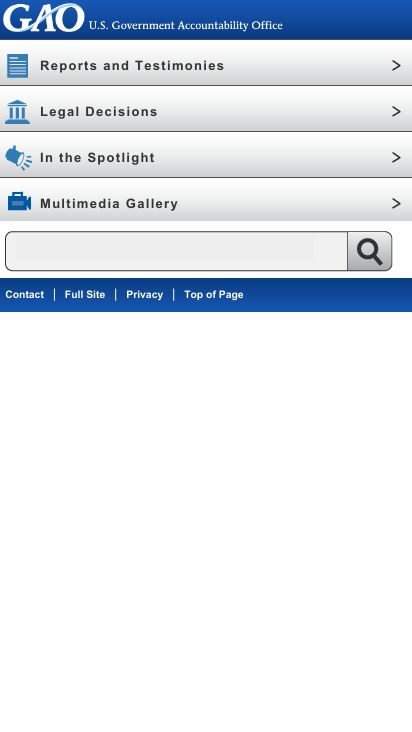 GAO U.S. Government Accountability Office
Reports and Testimonies
Legal Decisions
In the Spotlight
Multimedia Gallery
Contact | Full Site | Privacy | Top of Page